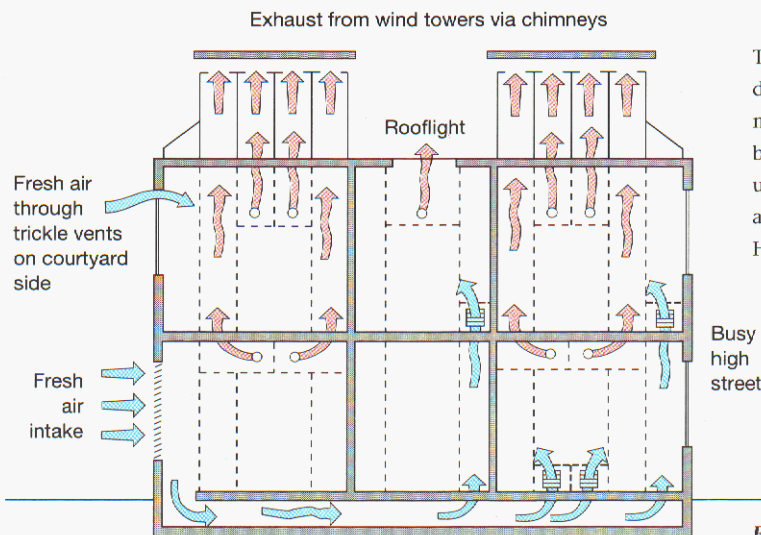 Exhaust from wind towers via chimneys
Rooflight
Fresh air
through
trickle vents
on courtyard
side
Fresh
air
intake
Busy
high
street